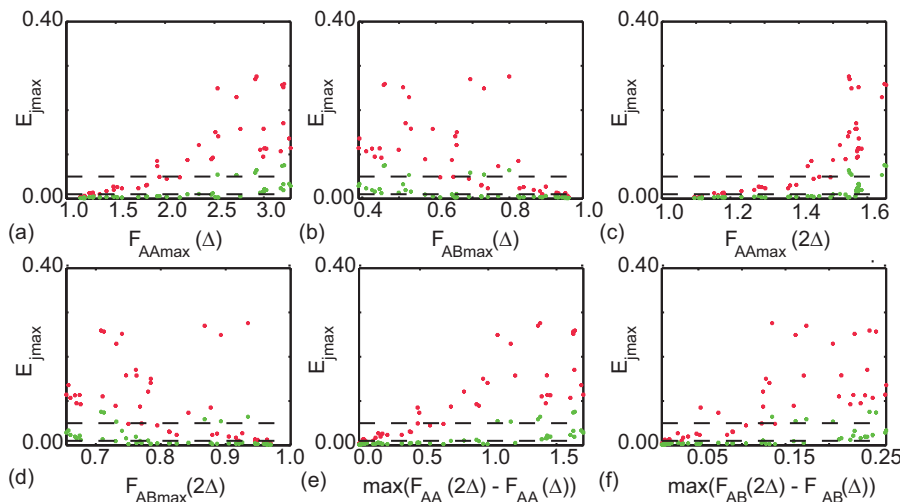 0.40 0.40 0.40
E_jmax E_jmax E_jmax
0.00 0.00 0.00
1.0 1.5 2.0 2.5 3.0 0.4 0.6 0.8 1.0 1.0 1.2 1.4 1.6
(a) F_AAmax(Δ) (b) F_ABmax(Δ) (c) F_AAmax(2Δ)
0.40 0.40 0.40
E_jmax E_jmax E_jmax
0.00 0.00 0.00
0.7 0.8 0.9 1.0 0.0 0.5 1.0 1.5 0.05 0.15 0.25
(d) F_ABmax(2Δ) (e) max(F_AA(2Δ) - F_AA(Δ)) (f) max(F_AB(2Δ) - F_AB(Δ))